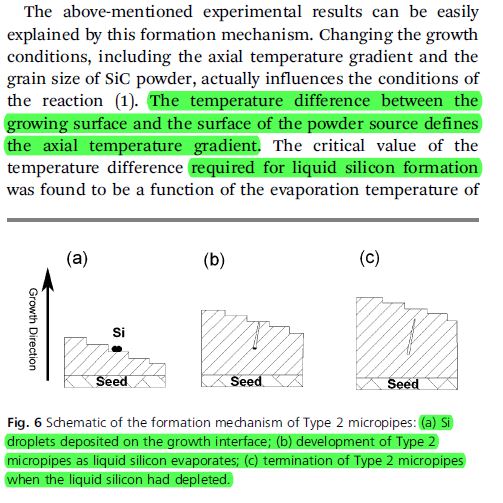 The above-mentioned experimental results can be easily
explained by this formation mechanism. Changing the growth
conditions, including the axial temperature gradient and the
grain size of SiC powder, actually influences the conditions of
the reaction (1). The temperature difference between the
growing surface and the surface of the powder source defines
the axial temperature gradient. The critical value of the
temperature difference required for liquid silicon formation
was found to be a function of the evaporation temperature of
(a)
(b)
(c)
Growth Direction
Si
Seed
Seed
Seed
Fig. 6 Schematic of the formation mechanism of Type 2 micropipes: (a) Si
droplets deposited on the growth interface; (b) development of Type 2
micropipes as liquid silicon evaporates; (c) termination of Type 2 micropipes
when the liquid silicon had depleted.